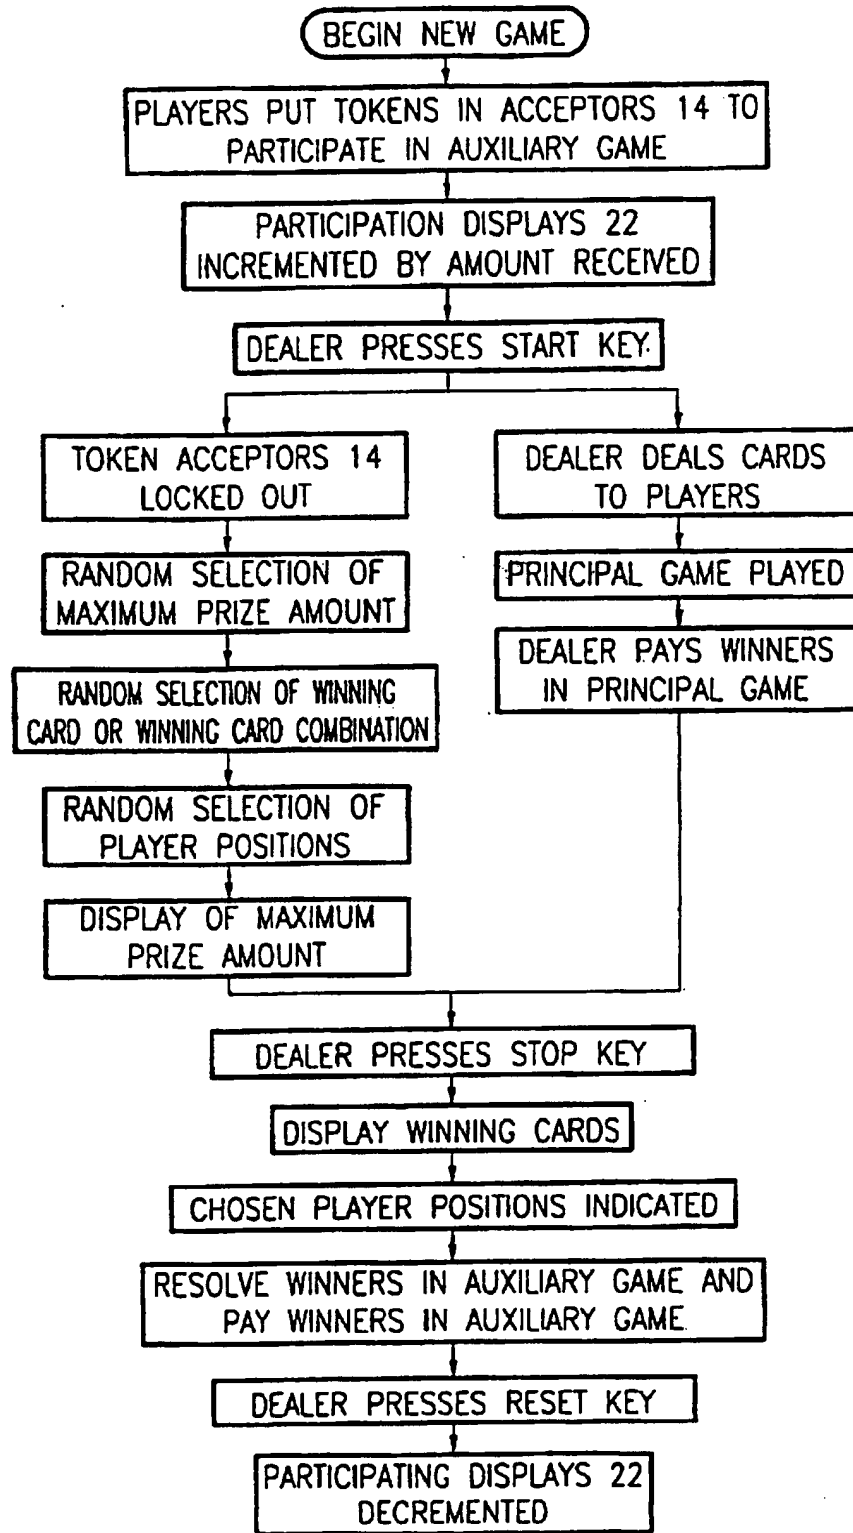 BEGIN NEW GAME
PLAYERS PUT TOKENS IN ACCEPTORS 14 TO
PARTICIPATE IN AUXILIARY GAME
PARTICIPATION DISPLAYS 22
INCREMENTED BY AMOUNT RECEIVED
DEALER PRESSES START KEY.
TOKEN ACCEPTORS 14
LOCKED OUT
RANDOM SELECTION OF
MAXIMUM PRIZE AMOUNT
RANDOM SELECTION OF WINNING
CARD OR WINNING CARD COMBINATION
RANDOM SELECTION OF
PLAYER POSITIONS
DISPLAY OF MAXIMUM
PRIZE AMOUNT
DEALER DEALS CARDS
TO PLAYERS
PRINCIPAL GAME PLAYED
DEALER PAYS WINNERS
IN PRINCIPAL GAME
DEALER PRESSES STOP KEY
DISPLAY WINNING CARDS
CHOSEN PLAYER POSITIONS INDICATED
RESOLVE WINNERS IN AUXILIARY GAME AND
PAY WINNERS IN AUXILIARY GAME
DEALER PRESSES RESET KEY
PARTICIPATING DISPLAYS 22
DECREMENTED